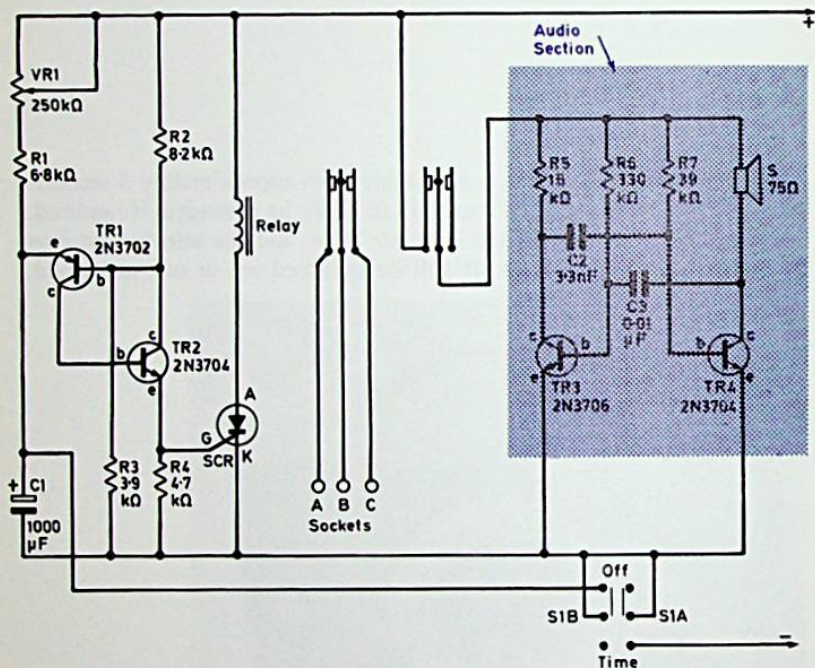 +
Audio
Section
VR1
250kΩ
R1
6.8kΩ
R2
8.2kΩ
Relay
TR1
2N3702
e
b
c
TR2
2N3704
c
b
e
A
G
SCR
K
R3
3.9
kΩ
R4
4.7
kΩ
+
C1
1000
µF
A B C
Sockets
R5
18
kΩ
R6
330
kΩ
R7
39
kΩ
S
75Ω
C2
3.3nF
C3
0.01
µF
c
b
e
TR3
2N3706
c
b
e
TR4
2N3704
Off
S1B
S1A
Time
−